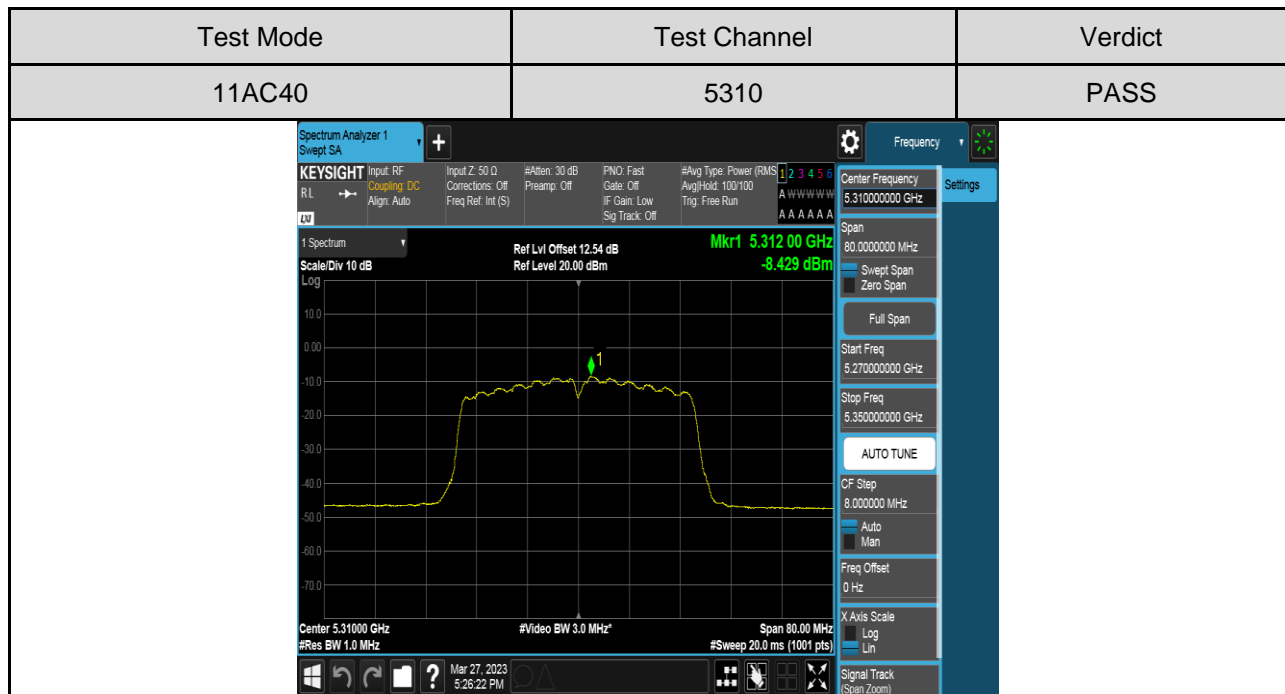 Test Mode Test Channel Verdict
11AC40 5310 PASS
Spectrum Analyzer 1
Swept SA
+
Frequency
KEYSIGHT Input: RF Input Z: 50 Ω #Atten: 30 dB PNO: Fast #Avg Type: Power (RMS 1 2 3 4 5 6
RL Coupling: DC Corrections: Off Preamp: Off Gate: Off Avg|Hold: 100/100 A W W W W W
Align: Auto Freq Ref: Int (S) IF Gain: Low Trig: Free Run
LXI Sig Track: Off A A A A A A
1 Spectrum Ref Lvl Offset 12.54 dB Mkr1 5.312 00 GHz
Scale/Div 10 dB Ref Level 20.00 dBm -8.429 dBm
Log
10.0
0.00
-10.0
-20.0
-30.0
-40.0
-50.0
-60.0
-70.0
1
Center 5.31000 GHz #Video BW 3.0 MHz* Span 80.00 MHz
#Res BW 1.0 MHz #Sweep 20.0 ms (1001 pts)
? Mar 27, 2023
5:26:22 PM
Center Frequency
5.310000000 GHz
Settings
Span
80.0000000 MHz
Swept Span
Zero Span
Full Span
Start Freq
5.270000000 GHz
Stop Freq
5.350000000 GHz
AUTO TUNE
CF Step
8.000000 MHz
Auto
Man
Freq Offset
0 Hz
X Axis Scale
Log
Lin
Signal Track
(Span Zoom)